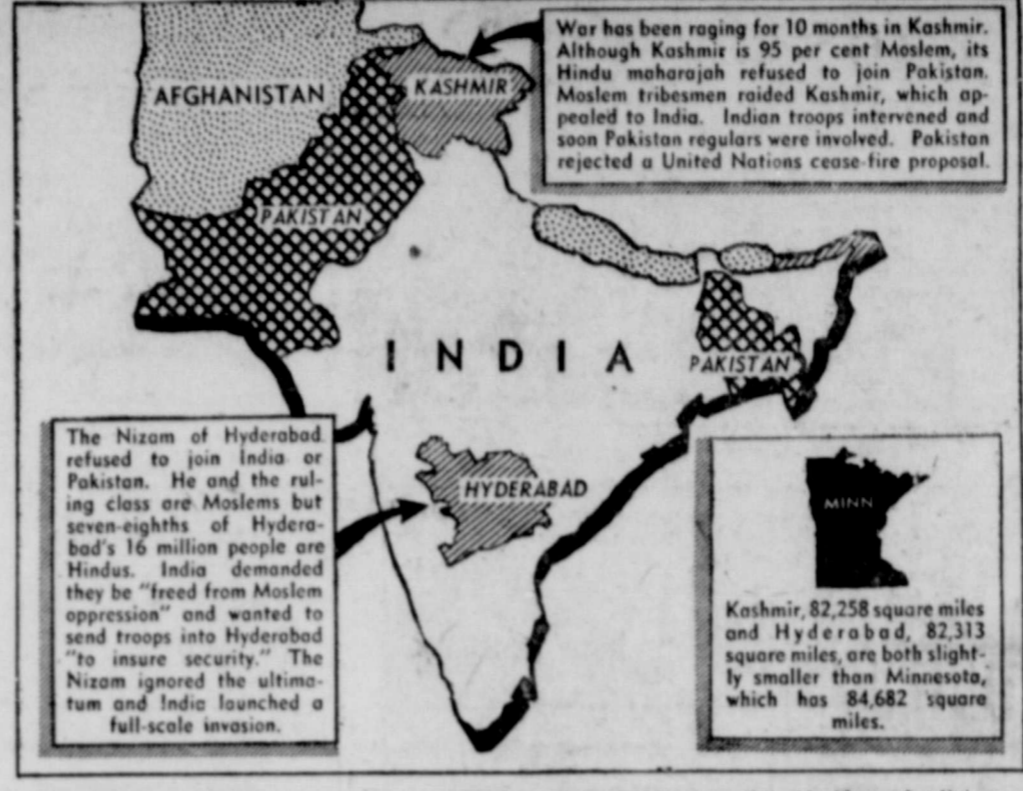 War has been raging for 10 months in Kashmir.
Although Kashmir is 95 per cent Moslem, its
Hindu maharajah refused to join Pakistan.
Moslem tribesmen raided Kashmir, which ap-
pealed to India. Indian troops intervened and
soon Pakistan regulars were involved. Pakistan
rejected a United Nations cease-fire proposal.
AFGHANISTAN
KASHMIR
PAKISTAN
INDIA
PAKISTAN
The Nizam of Hyderabad
refused to join India or
Pakistan. He and the rul-
ing class are Moslems but
seven-eighths of Hydera-
bad's 16 million people are
Hindus. India demanded
they be "freed from Moslem
oppression" and wanted to
send troops into Hyderabad
"to insure security." The
Nizam ignored the ultima-
tum and India launched a
full-scale invasion.
HYDERABAD
MINN
Kashmir, 82,258 square miles
and Hyderabad, 82,313
square miles, are both slight-
ly smaller than Minnesota,
which has 84,682 square
miles.